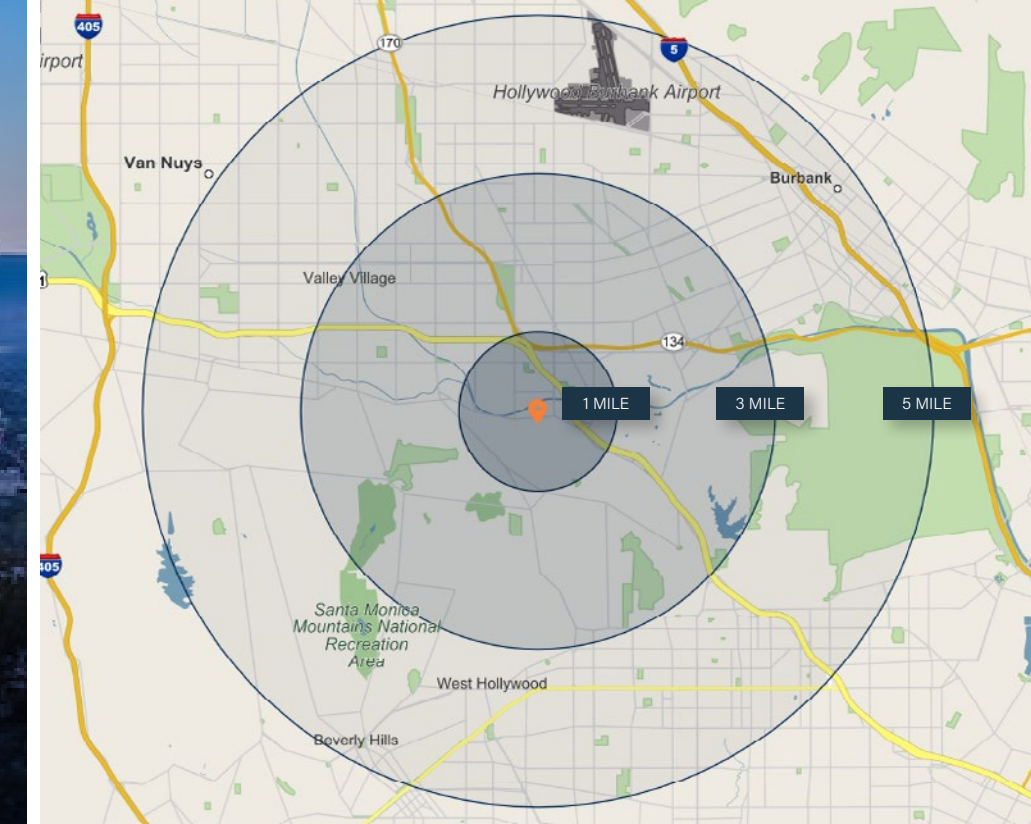 405
170
5
irport
Hollywood Burbank Airport
Van Nuys
Burbank
Valley Village
1
134
1 MILE
3 MILE
5 MILE
405
Santa Monica
Mountains National
Recreation
Area
West Hollywood
Beverly Hills